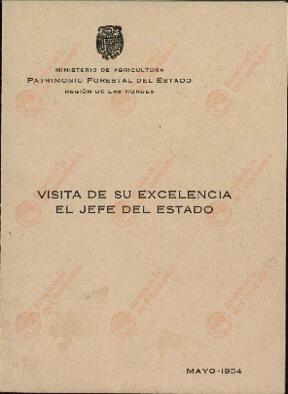 MINISTERIO DE AGRICULTURA
PATRIMONIO FORESTAL DEL ESTADO
REGIÓN DE LAS HURDES
VISITA DE SU EXCELENCIA
EL JEFE DEL ESTADO
MAYO-1954